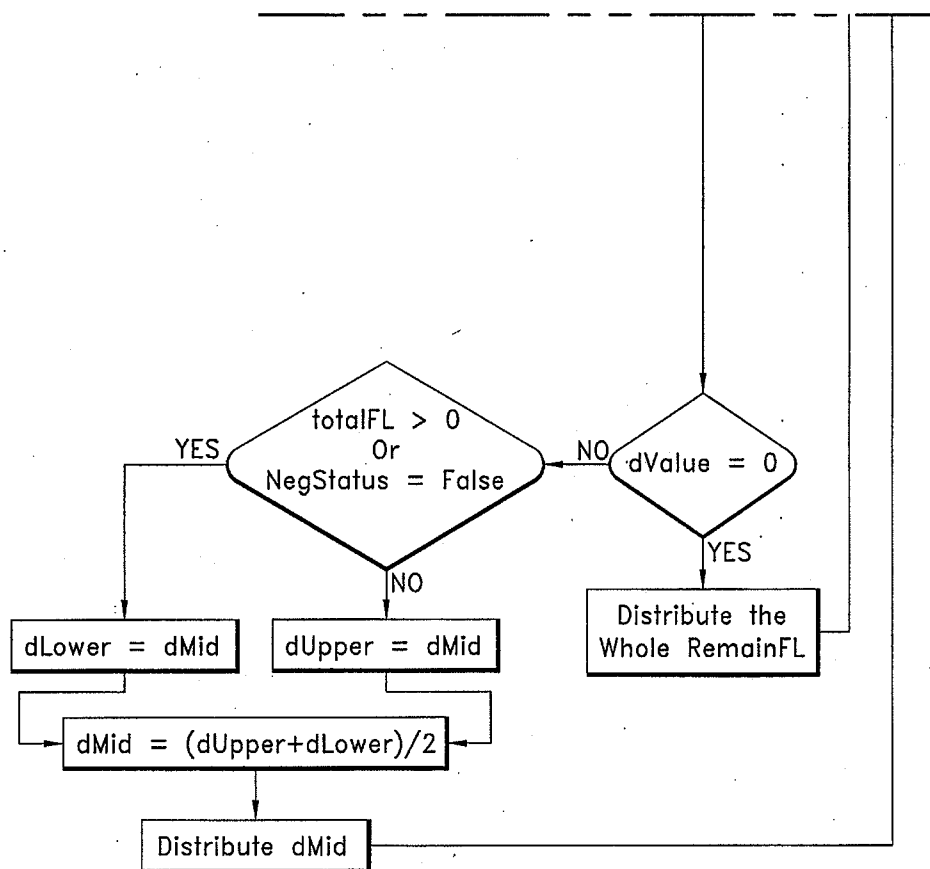 totalFL > 0
Or
NegStatus = False
YES
NO
dValue = 0
NO
YES
Distribute the
Whole RemainFL
dLower = dMid
dUpper = dMid
dMid = (dUpper+dLower)/2
Distribute dMid